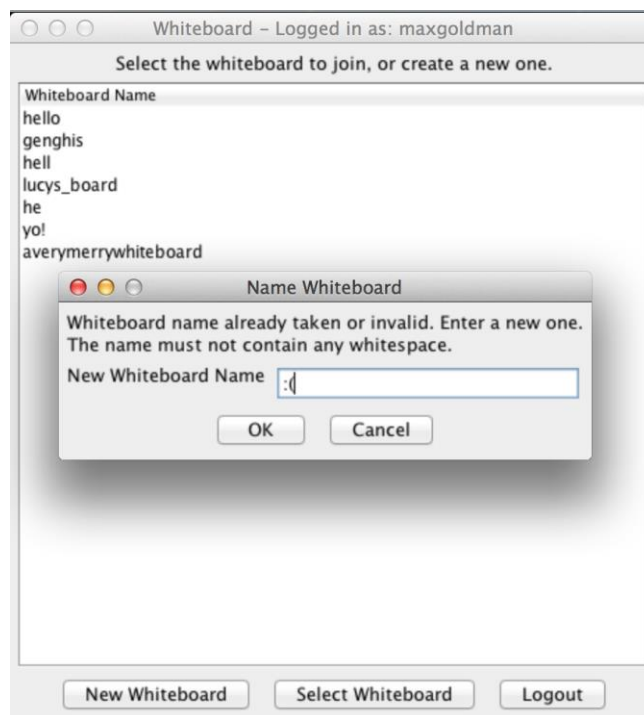 Whiteboard – Logged in as: maxgoldman
Select the whiteboard to join, or create a new one.
Whiteboard Name
hello
genghis
hell
lucys_board
he
yo!
averymerrywhiteboard
Name Whiteboard
Whiteboard name already taken or invalid. Enter a new one.
The name must not contain any whitespace.
New Whiteboard Name :(
OK Cancel
New Whiteboard Select Whiteboard Logout